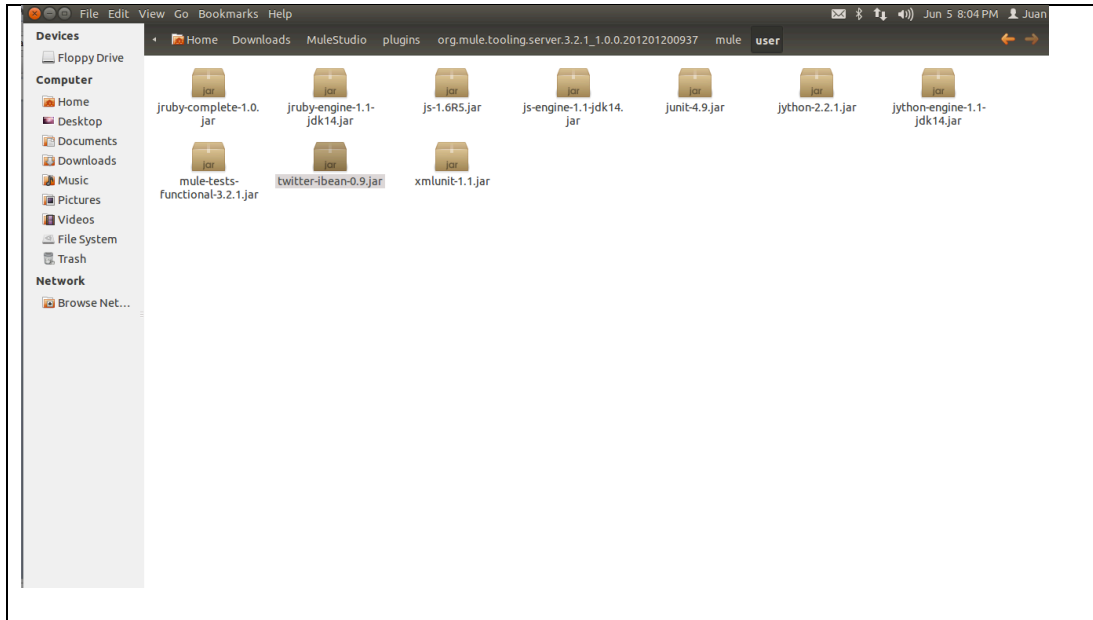 File Edit View Go Bookmarks Help Jun 5 8:04 PM Juan
Devices
Floppy Drive
Computer
Home
Desktop
Documents
Downloads
Music
Pictures
Videos
File System
Trash
Network
Browse Net...
Home Downloads MuleStudio plugins org.mule.tooling.server.3.2.1_1.0.0.201201200937 mule user
jar jar jar jar jar jar jar
jruby-complete-1.0. jruby-engine-1.1- js-1.6R5.jar js-engine-1.1-jdk14. junit-4.9.jar jython-2.2.1.jar jython-engine-1.1-
jar jdk14.jar jar jdk14.jar
jar jar jar
mule-tests- twitter-ibean-0.9.jar xmlunit-1.1.jar
functional-3.2.1.jar